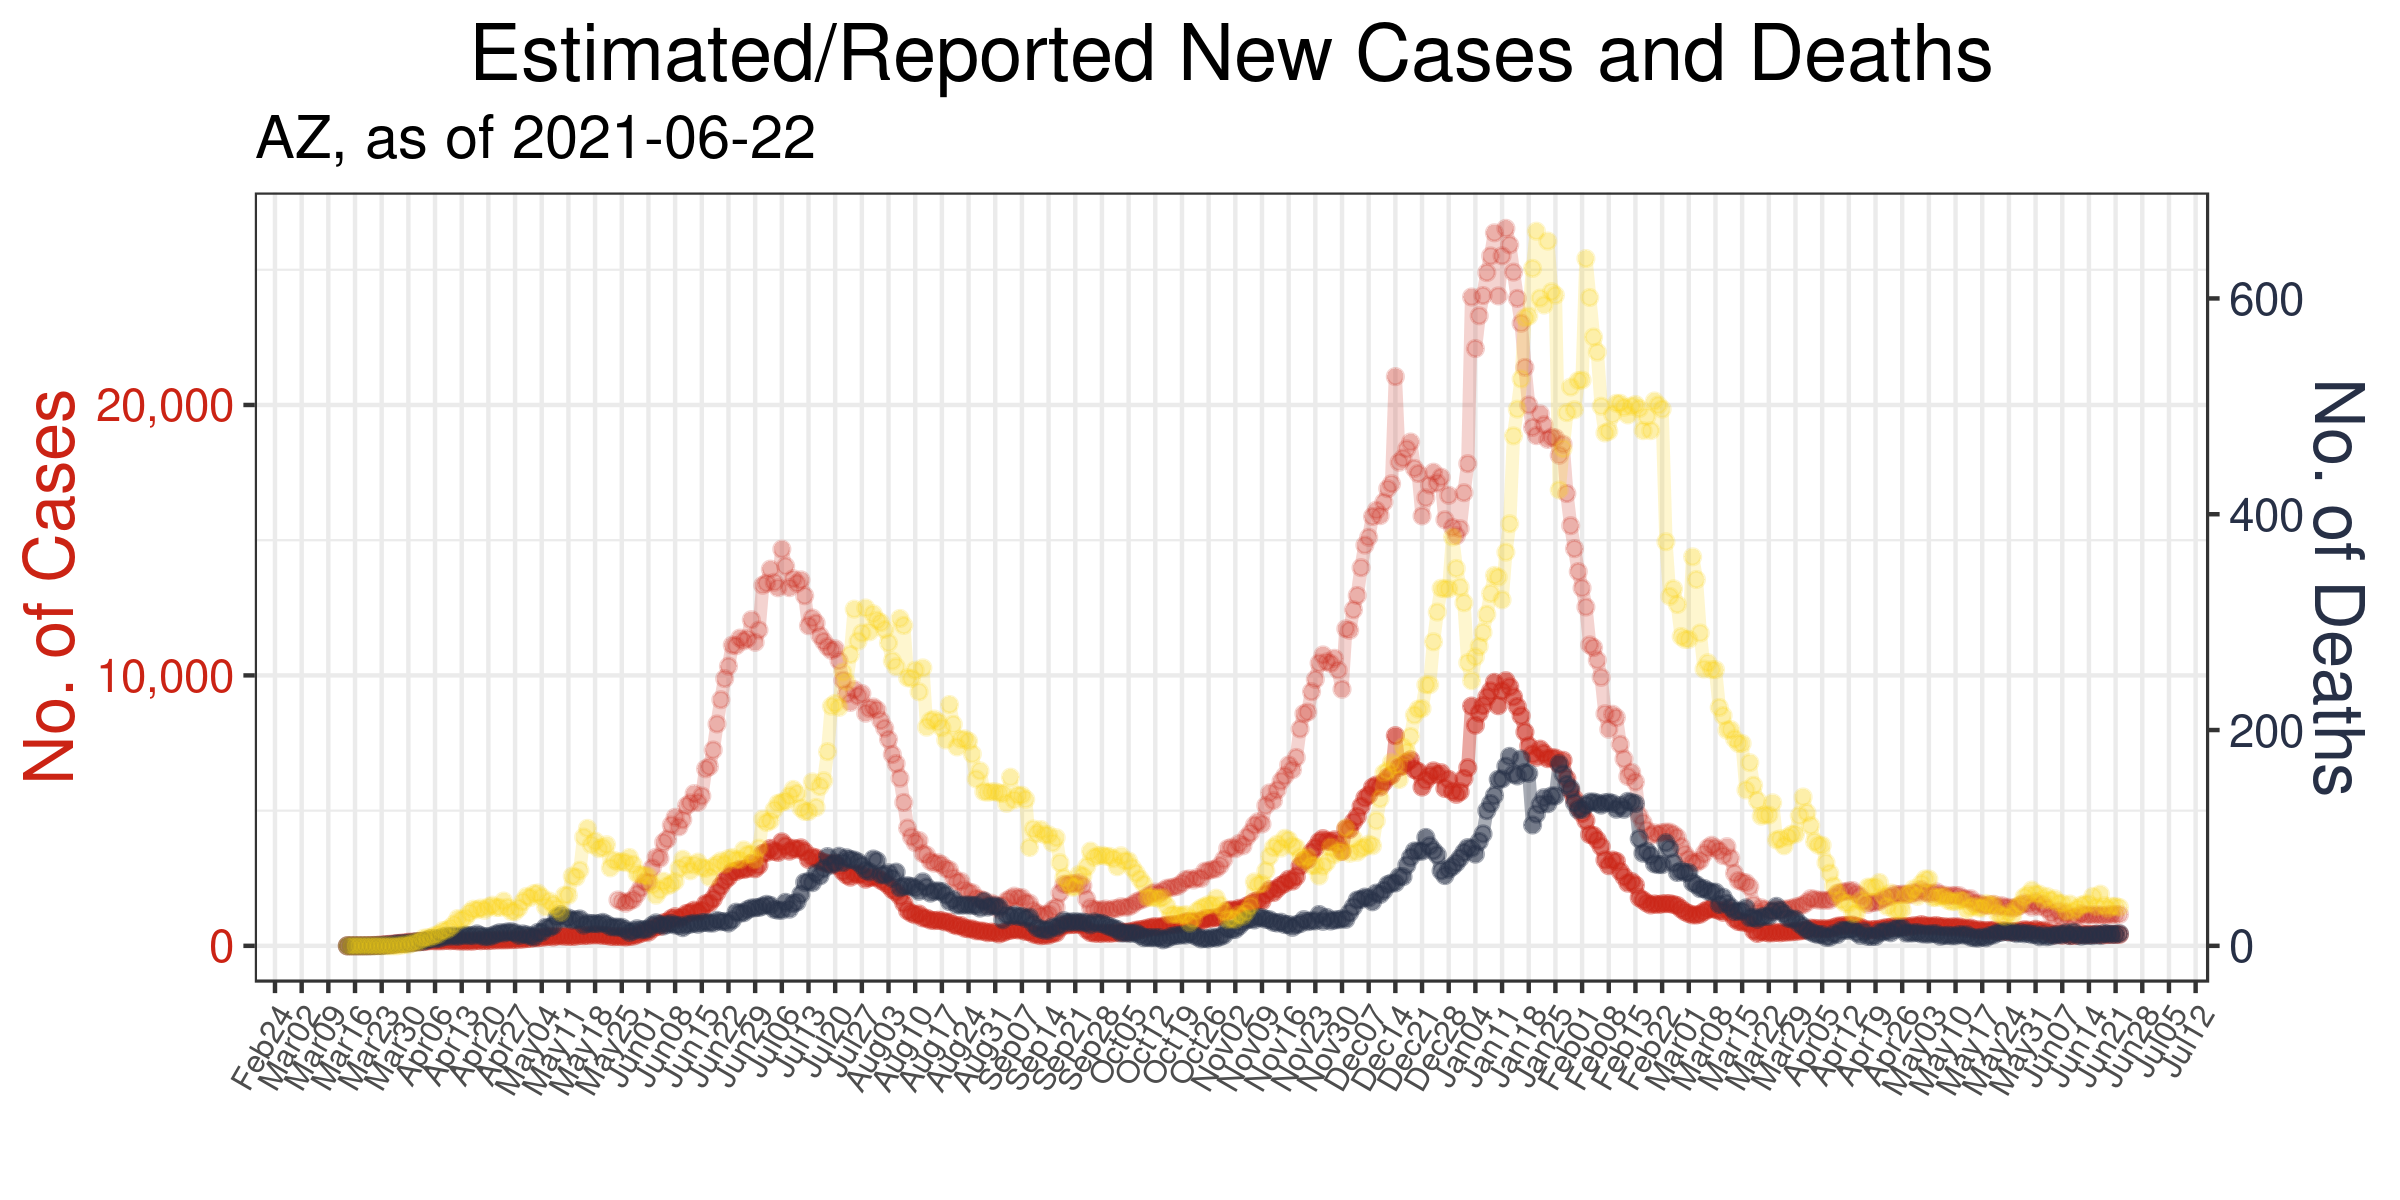 Estimated/Reported New Cases and Deaths
AZ, as of 2021-06-22
No. of Cases
20,000
10,000
0
600
400
200
0
No. of Deaths
Feb24
Mar02
Mar09
Mar16
Mar23
Mar30
Apr06
Apr13
Apr20
Apr27
May04
May11
May18
May25
Jun01
Jun08
Jun15
Jun22
Jun29
Jul06
Jul13
Jul20
Jul27
Aug03
Aug10
Aug17
Aug24
Aug31
Sep07
Sep14
Sep21
Sep28
Oct05
Oct12
Oct19
Oct26
Nov02
Nov09
Nov16
Nov23
Nov30
Dec07
Dec14
Dec21
Dec28
Jan04
Jan11
Jan18
Jan25
Feb01
Feb08
Feb15
Feb22
Mar01
Mar08
Mar15
Mar22
Mar29
Apr05
Apr12
Apr19
Apr26
May03
May10
May17
May24
May31
Jun07
Jun14
Jun21
Jun28
Jul05
Jul12